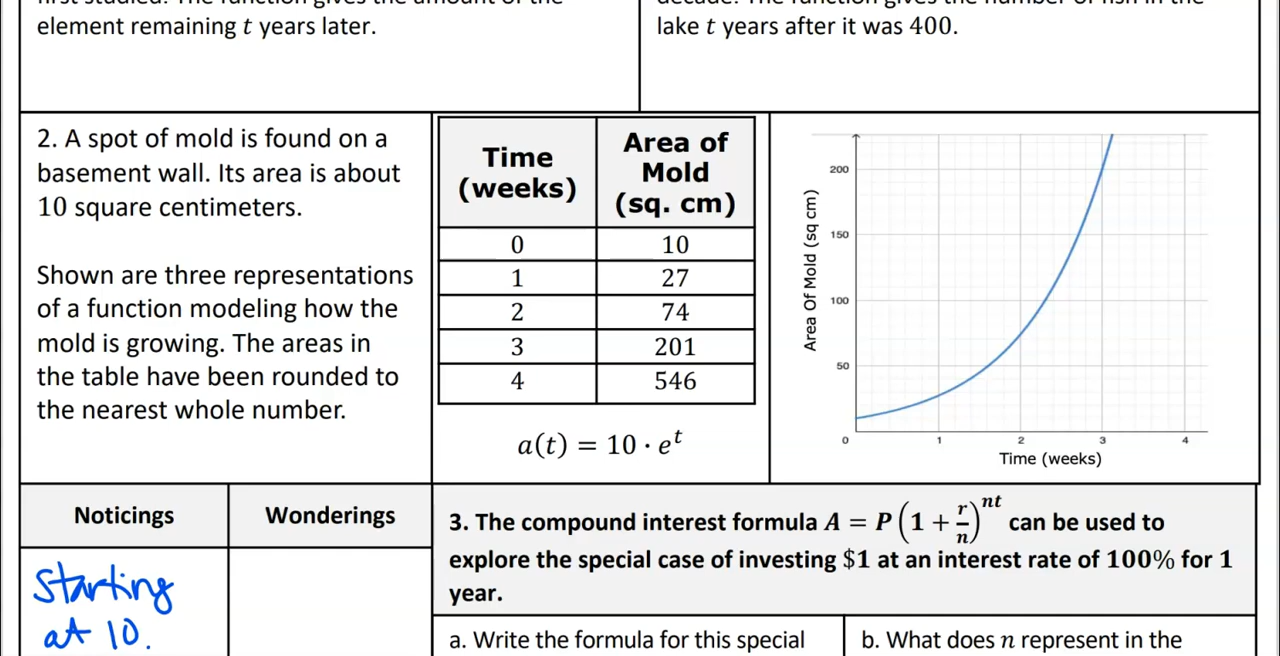 element remaining t years later.
lake t years after it was 400.
2. A spot of mold is found on a
basement wall. Its area is about
10 square centimeters.
Shown are three representations
of a function modeling how the
mold is growing. The areas in
the table have been rounded to
the nearest whole number.
Time
(weeks)
Area of
Mold
(sq. cm)
0 10
1 27
2 74
3 201
4 546
a(t) = 10 · e^t
Area Of Mold (sq cm)
200
150
100
50
0 1 2 3 4
Time (weeks)
Noticings
Wonderings
Starting
at 10.
3. The compound interest formula A = P(1 + r/n)^nt can be used to
explore the special case of investing $1 at an interest rate of 100% for 1
year.
a. Write the formula for this special
b. What does n represent in the